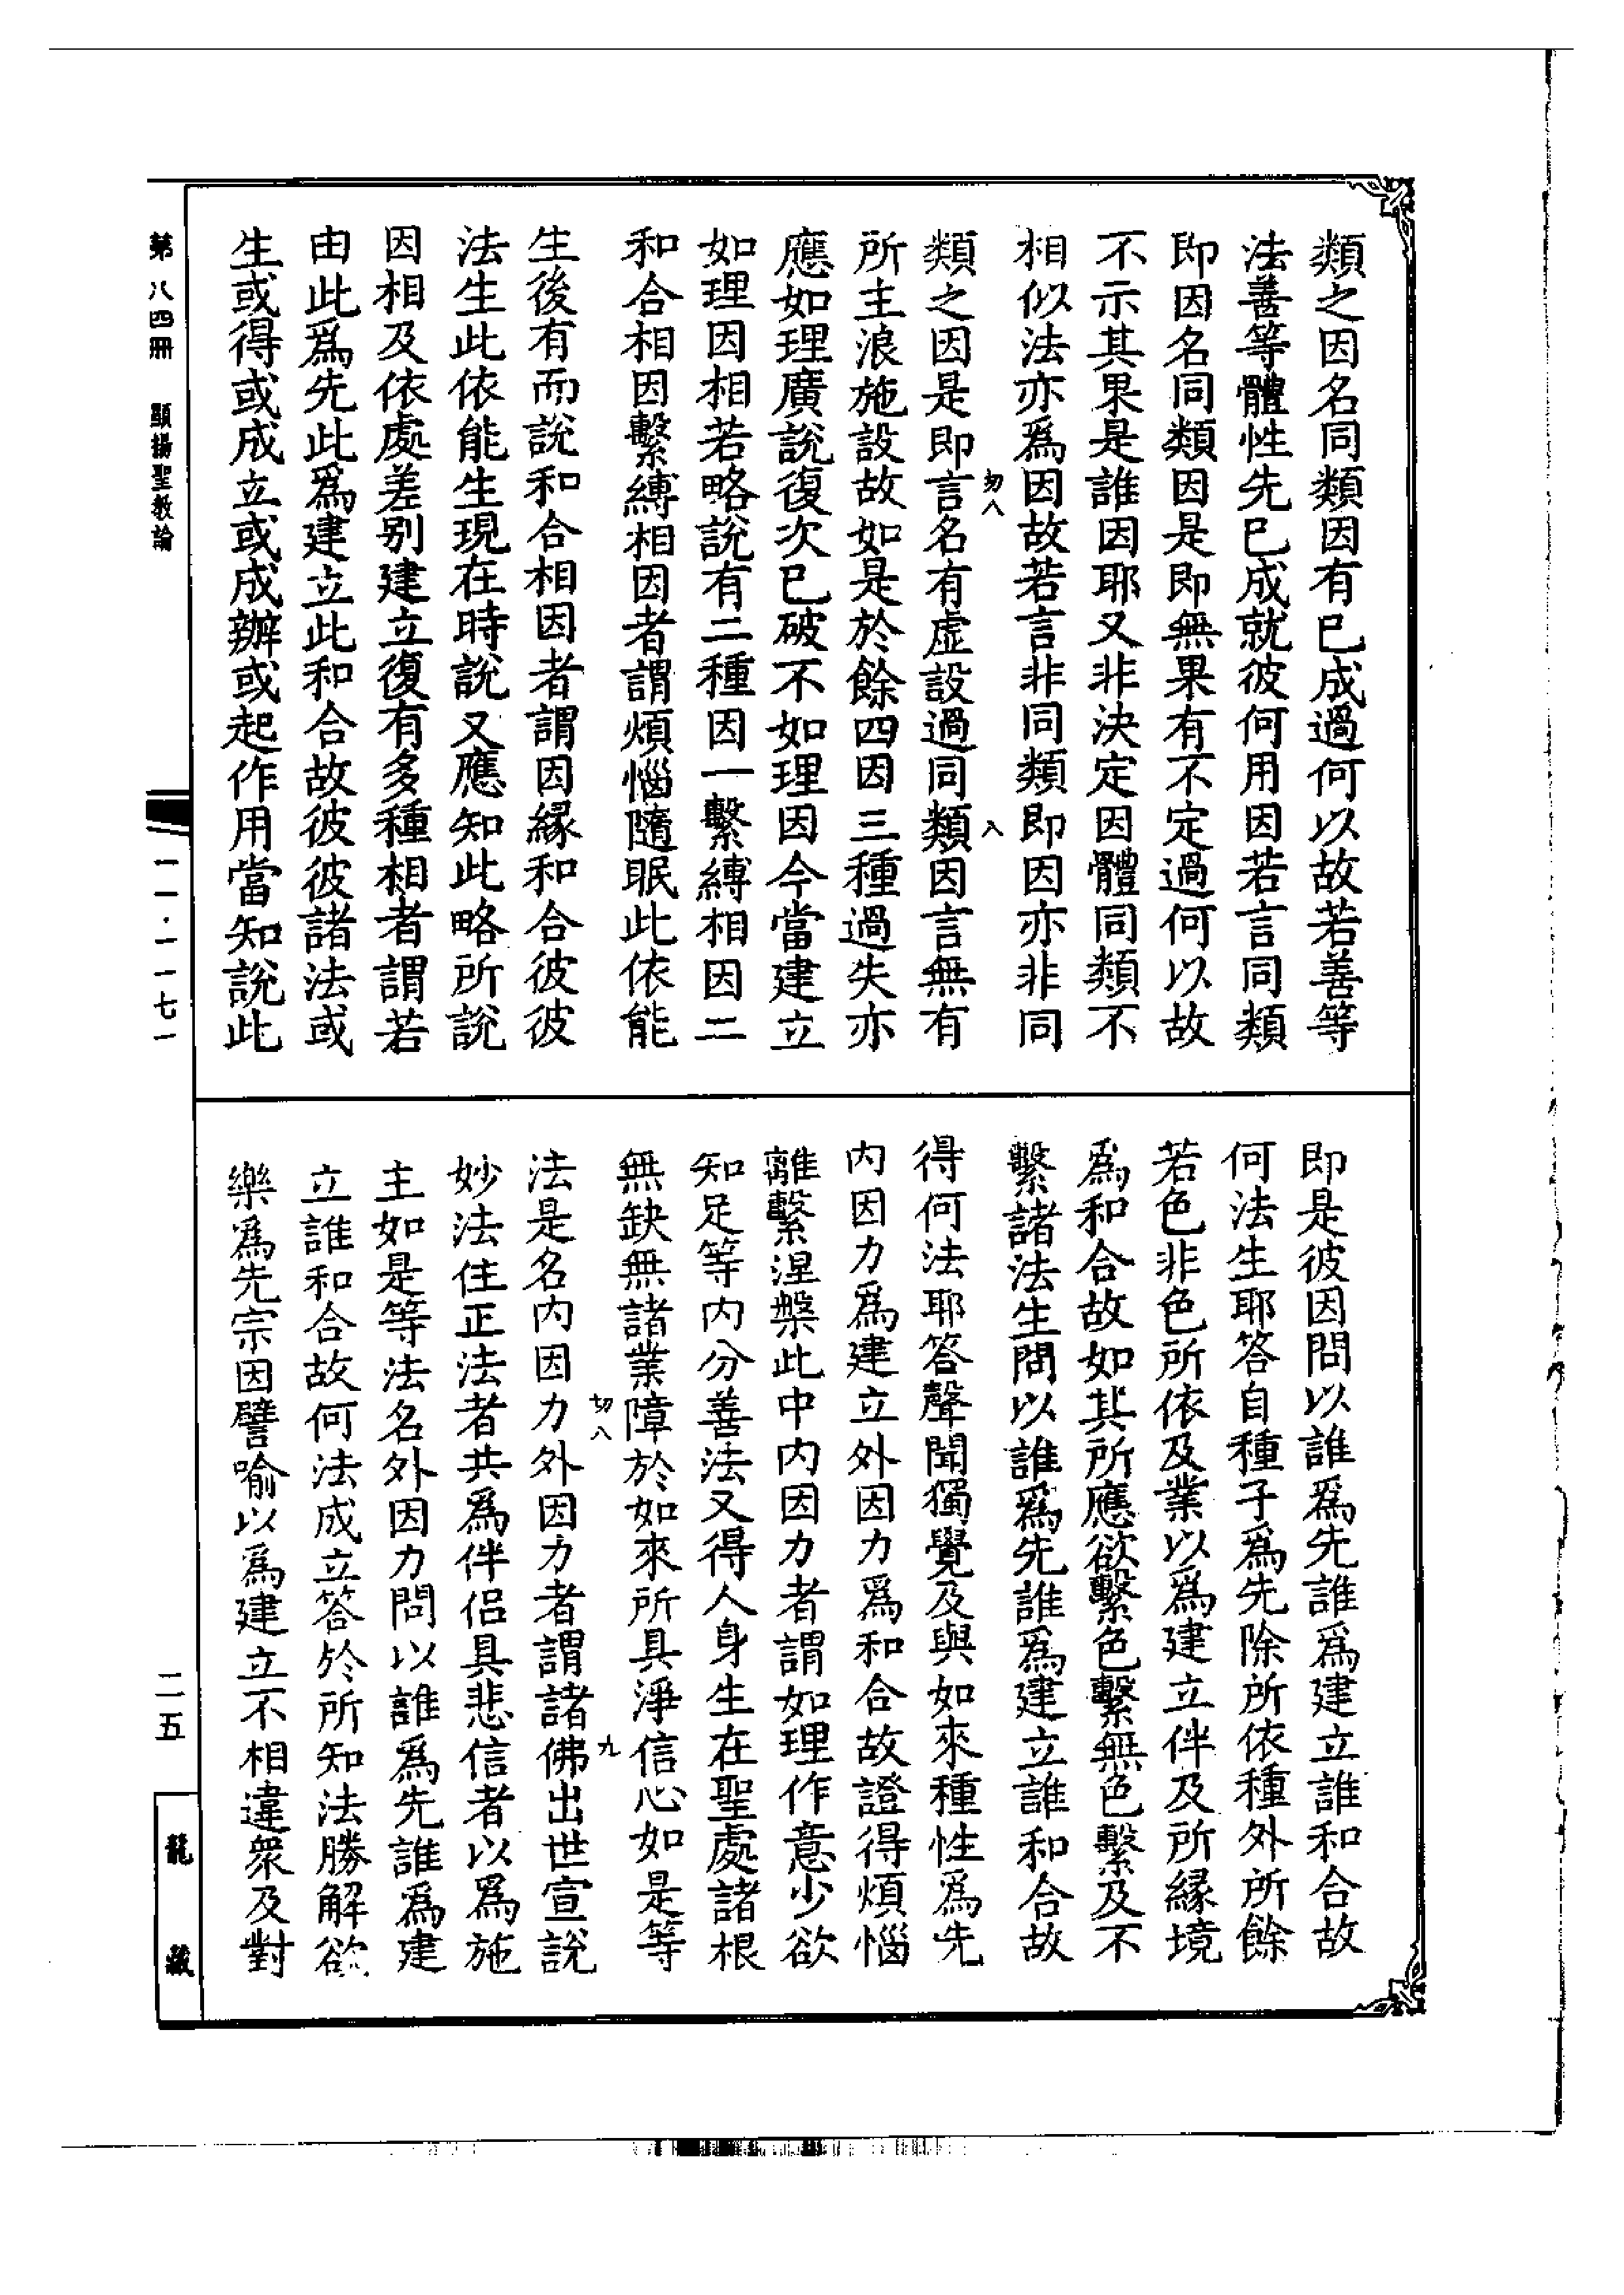 類之因名同類因有已成過何以故若善等
法善等體性先已成就彼何用因若言同類
即因名同類因是即無果有不定過何以故
不示其果是誰因耶又非決定因體同類不
相似法亦爲因故若言非同類即因亦非同
類之因是即言名有虛設過同類因言無有
所主浪施設故如是於餘四因三種過失亦
應如理廣說復次已破不如理因今當建立
如理因相若略說有二種因一繫縛相因二
和合相因繫縛相因者謂煩惱隨眠此依能
生後有而說和合相因者謂因緣和合彼彼
法生此依能生現在時說又應知此略所說
因相及依處差别建立復有多種相者謂若
由此爲先此爲建立此和合故彼彼諸法或
生或得或成立或成辦或起作用當知說此
即是彼因問以誰爲先誰爲建立誰和合故
何法生耶答自種子爲先除所依種外所餘
若色非色所依及業以爲建立伴及所緣境
爲和合故如其所應欲繫色繫無色繫及不
繫諸法生問以誰爲先誰爲建立誰和合故
得何法耶答聲聞獨覺及與如來種性爲先
内因力爲建立外因力爲和合故證得煩惱
離繫涅槃此中内因力者謂如理作意少欲
知足等内分善法又得人身生在聖處諸根
無缺無諸業障於如來所具淨信心如是等
法是名内因力外因力者謂諸佛出世宣說
妙法住正法者共爲伴侣具悲信者以爲施
主如是等法名外因力問以誰爲先誰爲建
立誰和合故何法成立答於所知法勝解欲
樂爲先宗因譬喻以爲建立不相違衆及對
第八四冊 顯揚聖教論
一一·一一七一
二五
龍藏
八
八
九